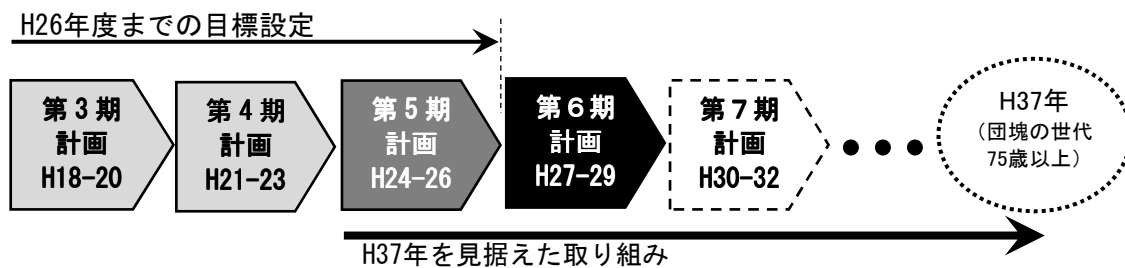 H26年度までの目標設定
第3期
計画
H18-20
第4期
計画
H21-23
第5期
計画
H24-26
第6期
計画
H27-29
第7期
計画
H30-32
●●●
H37年
（団塊の世代
75歳以上）
H37年を見据えた取り組み